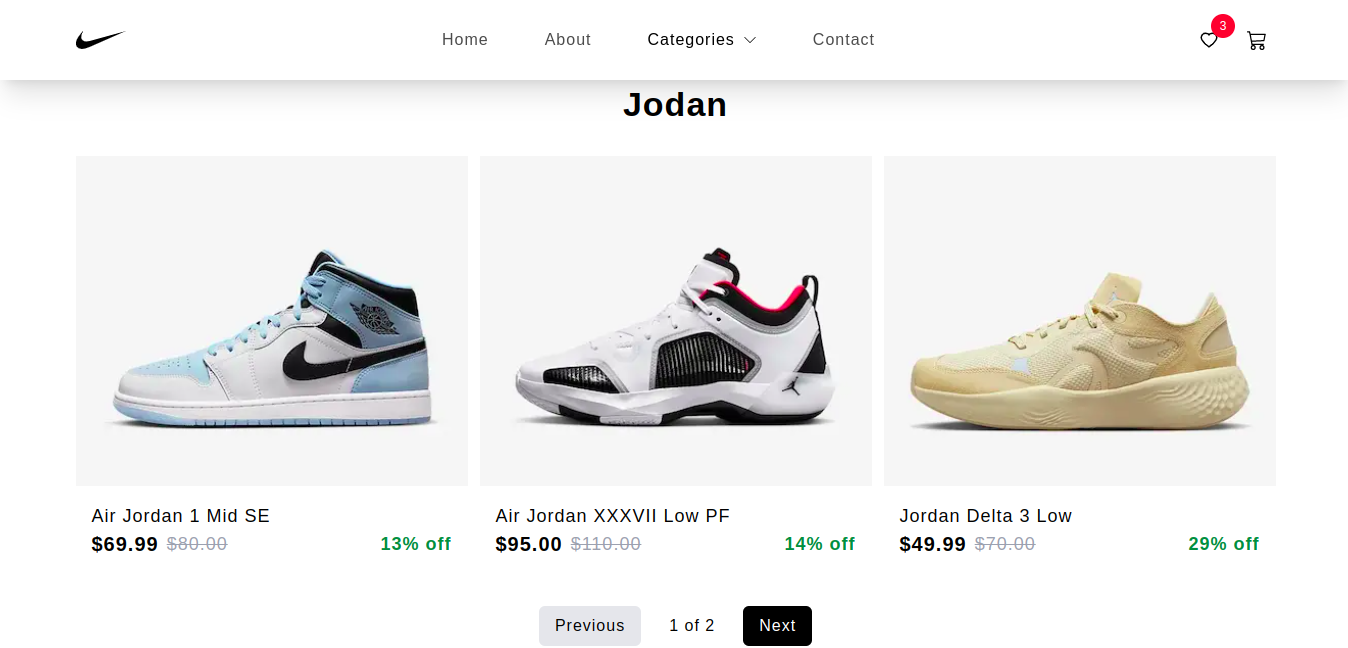 Home About Categories Contact 3
Jodan
Air Jordan 1 Mid SE
$69.99 $80.00 13% off
Air Jordan XXXVII Low PF
$95.00 $110.00 14% off
Jordan Delta 3 Low
$49.99 $70.00 29% off
Previous 1 of 2 Next